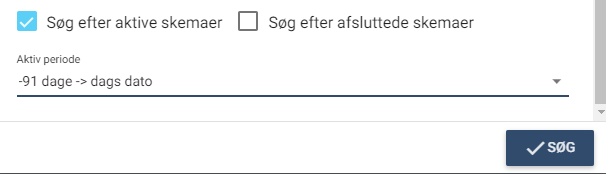 Søg efter aktive skemaer Søg efter afsluttede skemaer
Aktiv periode
-91 dage -> dags dato
SØG